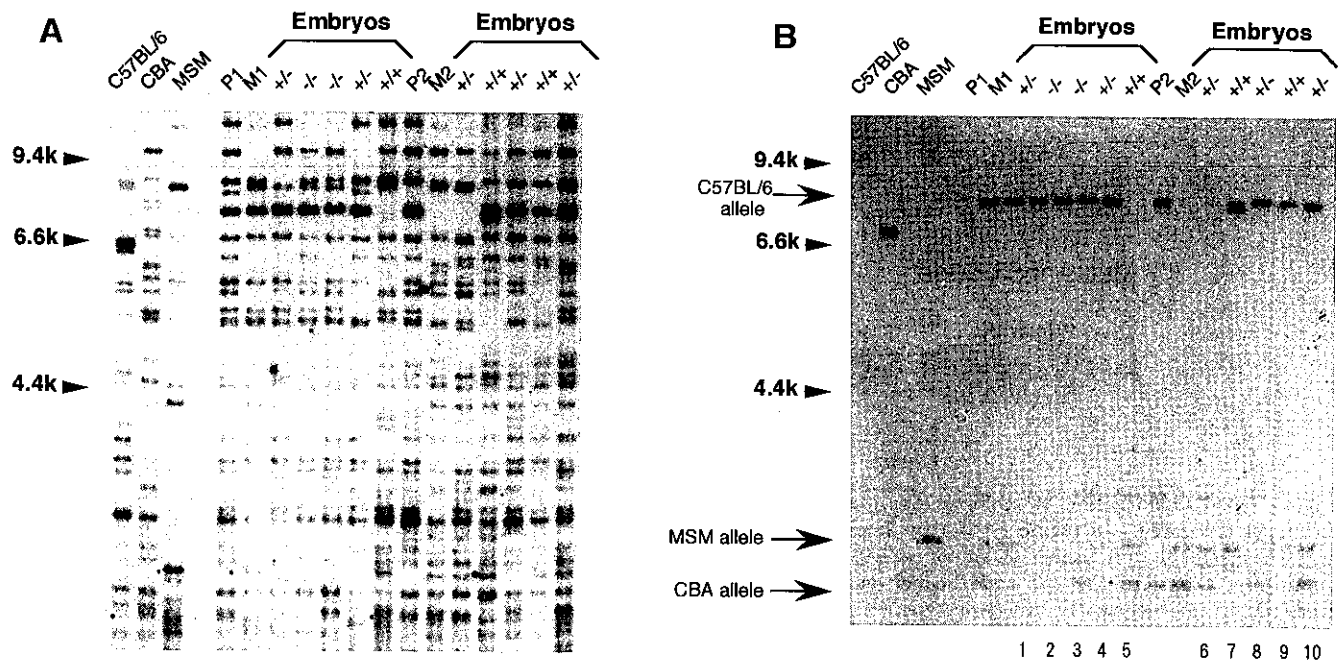 A
Embryos
Embryos
C57BL/6 CBA MSM P1 M1 +/- -/- -/- +/- +/+ P2 M2 +/- +/+ +/- +/+ +/-
9.4k
6.6k
4.4k
B
Embryos
Embryos
C57BL/6 CBA MSM P1 M1 +/- -/- -/- +/- +/+ P2 M2 +/- +/+ +/- +/+ +/-
9.4k
C57BL/6
allele
6.6k
4.4k
MSM allele
CBA allele
1 2 3 4 5 6 7 8 9 10